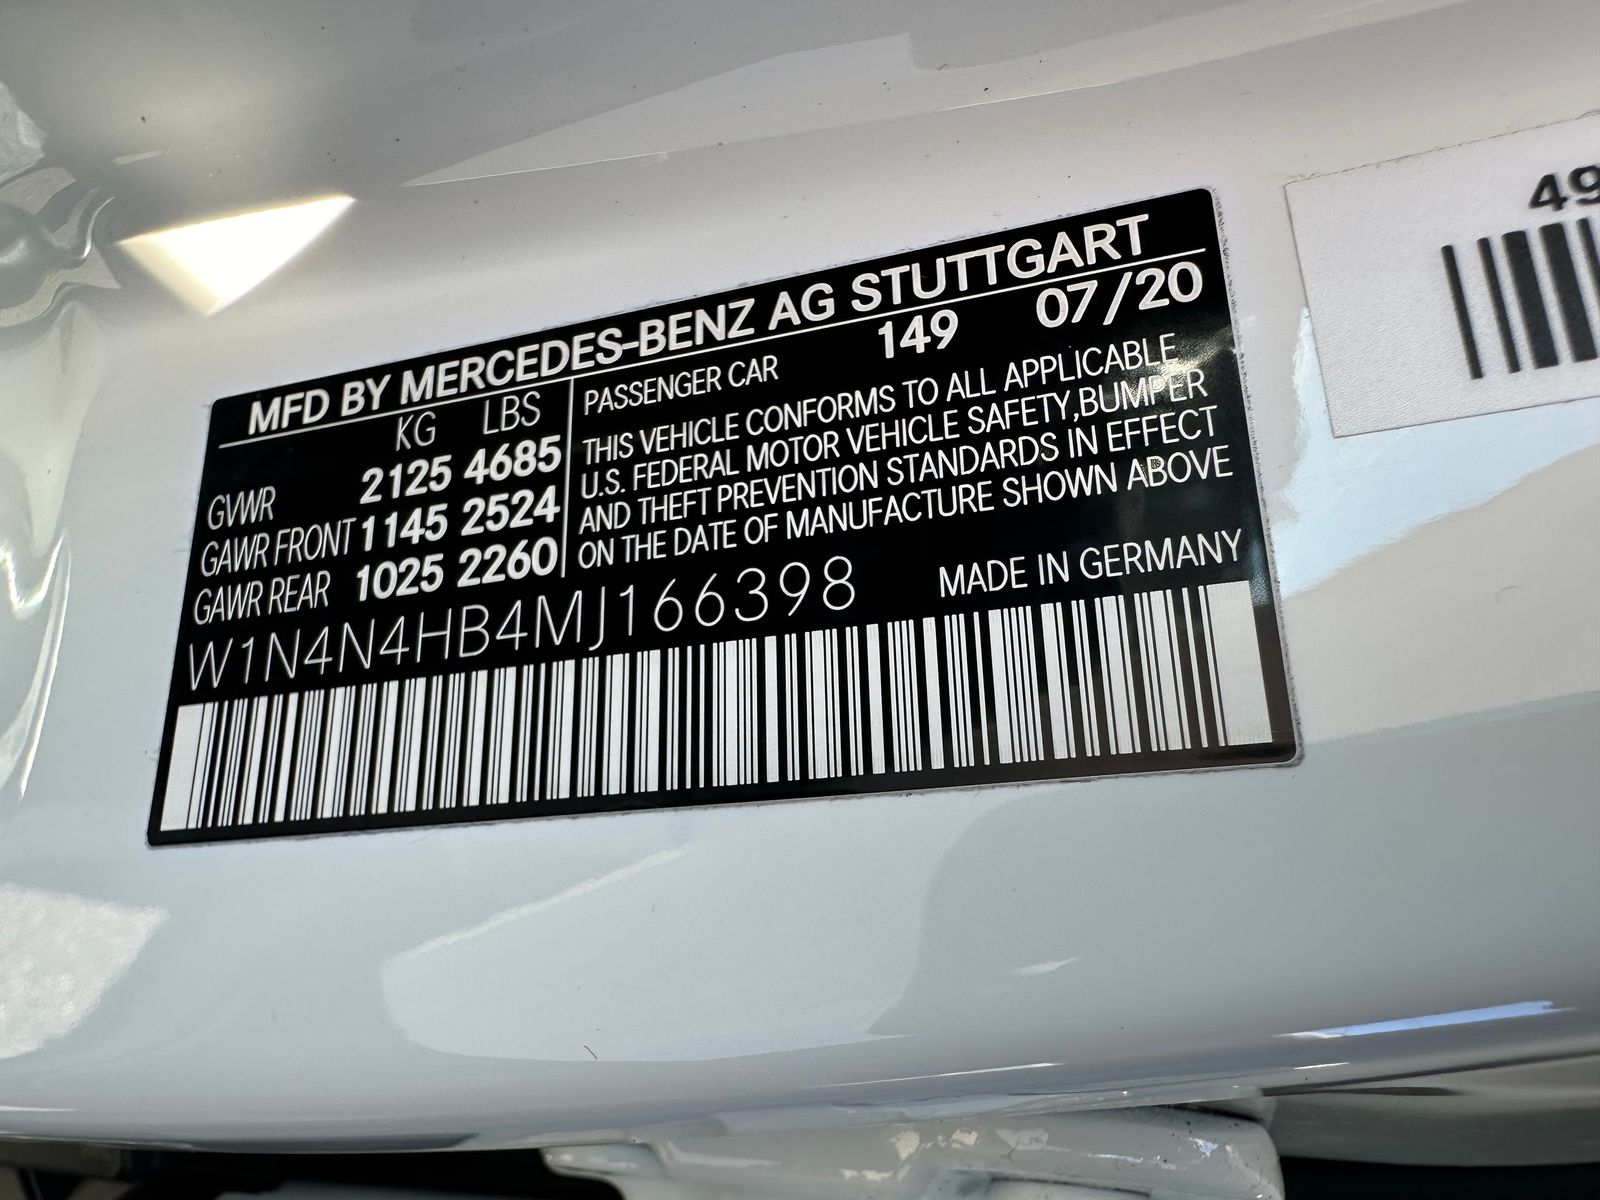 MFD BY MERCEDES-BENZ AG STUTTGART
KG LBS
GVWR 2125 4685
GAWR FRONT 1145 2524
GAWR REAR 1025 2260
PASSENGER CAR 149 07/20
THIS VEHICLE CONFORMS TO ALL APPLICABLE
U.S. FEDERAL MOTOR VEHICLE SAFETY,BUMPER
AND THEFT PREVENTION STANDARDS IN EFFECT
ON THE DATE OF MANUFACTURE SHOWN ABOVE
W1N4N4HB4MJ166398 MADE IN GERMANY
49